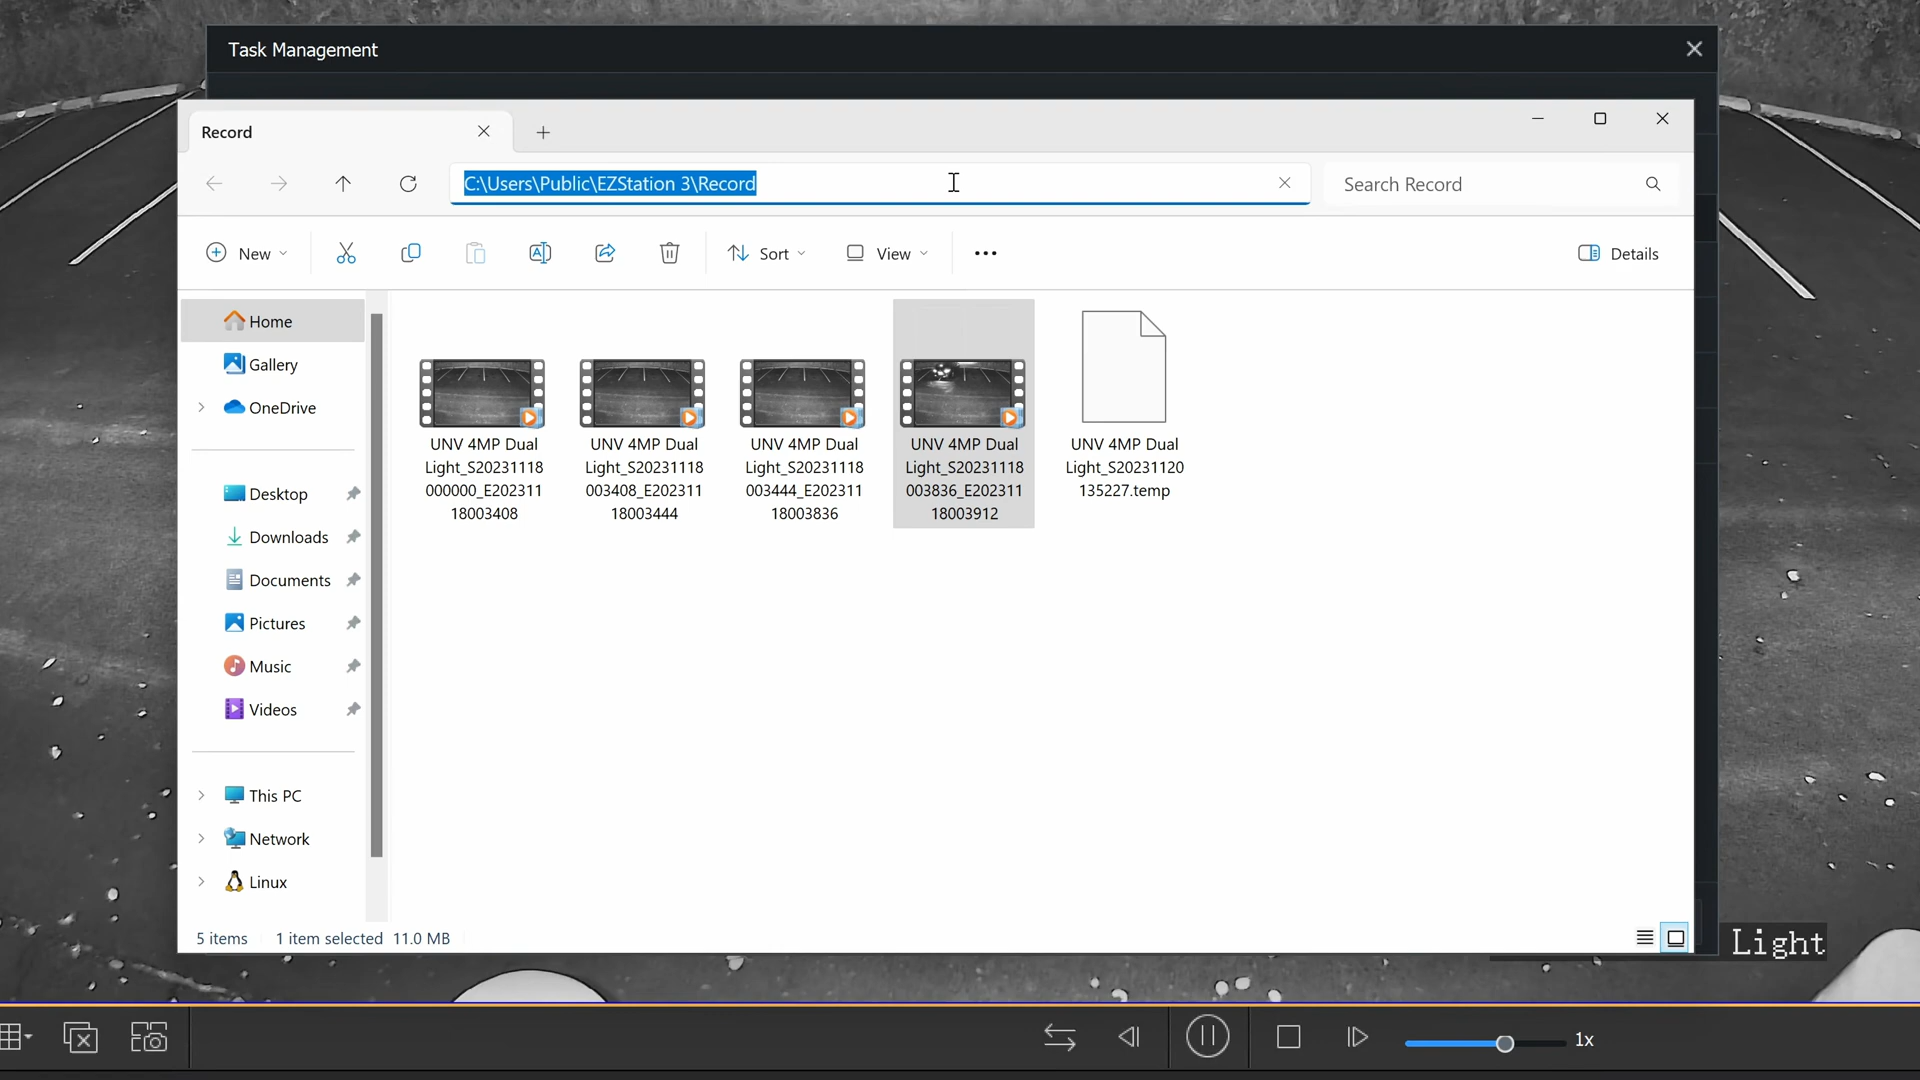 Task Management
Record
C:\Users\Public\EZStation 3\Record
Search Record
New
Sort
View
Details
Home
Gallery
OneDrive
Desktop
Downloads
Documents
Pictures
Music
Videos
This PC
Network
Linux
UNV 4MP Dual
Light_S20231118
000000_E202311
18003408
UNV 4MP Dual
Light_S20231118
003408_E202311
18003444
UNV 4MP Dual
Light_S20231118
003444_E202311
18003836
UNV 4MP Dual
Light_S20231118
003836_E202311
18003912
UNV 4MP Dual
Light_S20231120
135227.temp
5 items 1 item selected 11.0 MB
Light
1x